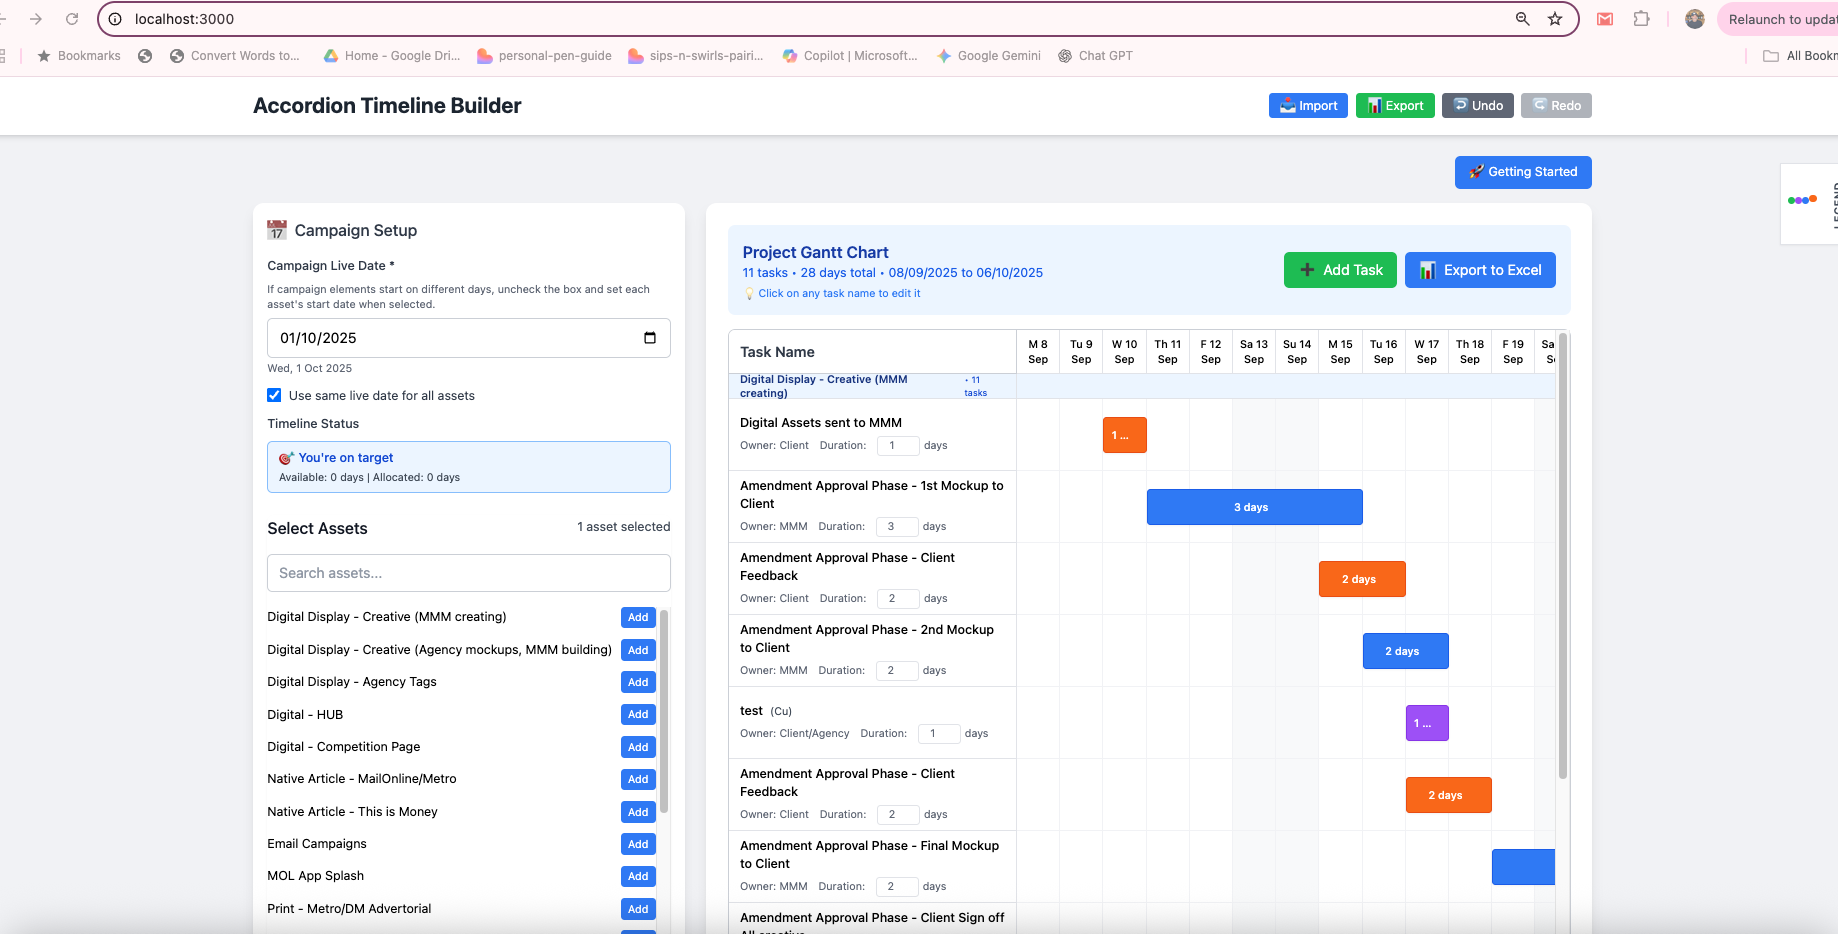 localhost:3000
Relaunch to updat
Bookmarks
Convert Words to...
Home - Google Dri...
personal-pen-guide
sips-n-swirls-pairi...
Copilot | Microsoft...
Google Gemini
Chat GPT
All Bookn
Accordion Timeline Builder
Import
Export
Undo
Redo
Getting Started
LEGEND
17 Campaign Setup
Campaign Live Date *
If campaign elements start on different days, uncheck the box and set each
asset's start date when selected.
01/10/2025
Wed, 1 Oct 2025
Use same live date for all assets
Timeline Status
You're on target
Available: 0 days | Allocated: 0 days
Select Assets
1 asset selected
Search assets...
Digital Display - Creative (MMM creating) Add
Digital Display - Creative (Agency mockups, MMM building) Add
Digital Display - Agency Tags Add
Digital - HUB Add
Digital - Competition Page Add
Native Article - MailOnline/Metro Add
Native Article - This is Money Add
Email Campaigns Add
MOL App Splash Add
Print - Metro/DM Advertorial Add
Project Gantt Chart
11 tasks • 28 days total • 08/09/2025 to 06/10/2025
Click on any task name to edit it
Add Task
Export to Excel
Task Name
M 8 Sep
Tu 9 Sep
W 10 Sep
Th 11 Sep
F 12 Sep
Sa 13 Sep
Su 14 Sep
M 15 Sep
Tu 16 Sep
W 17 Sep
Th 18 Sep
F 19 Sep
Sa
Digital Display - Creative (MMM
creating)
• 11
tasks
Digital Assets sent to MMM
Owner: Client Duration: 1 days
1 ...
Amendment Approval Phase - 1st Mockup to
Client
Owner: MMM Duration: 3 days
3 days
Amendment Approval Phase - Client
Feedback
Owner: Client Duration: 2 days
2 days
Amendment Approval Phase - 2nd Mockup
to Client
Owner: MMM Duration: 2 days
2 days
test (Cu)
Owner: Client/Agency Duration: 1 days
1 ...
Amendment Approval Phase - Client
Feedback
Owner: Client Duration: 2 days
2 days
Amendment Approval Phase - Final Mockup
to Client
Owner: MMM Duration: 2 days
Amendment Approval Phase - Client Sign off
All creative